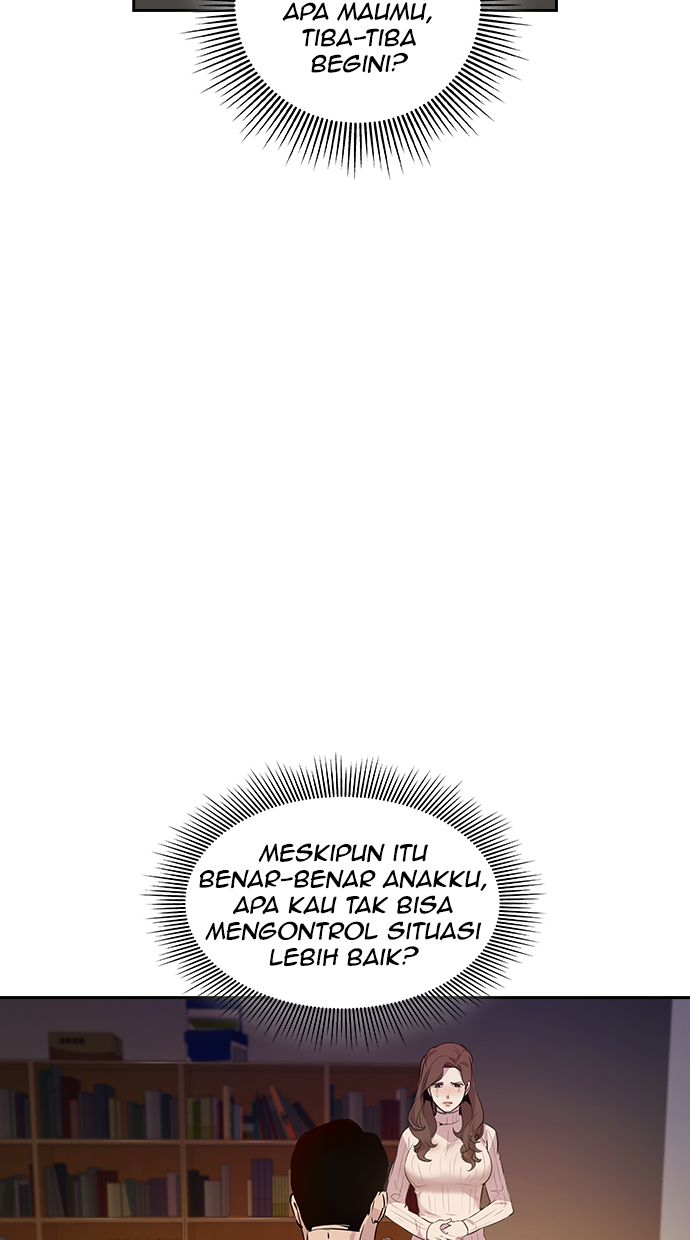 APA MAUMU,
TIBA-TIBA
BEGINI?
MESKIPUN ITU
BENAR-BENAR ANAKKU,
APA KAU TAK BISA
MENGONTROL SITUASI
LEBIH BAIK?